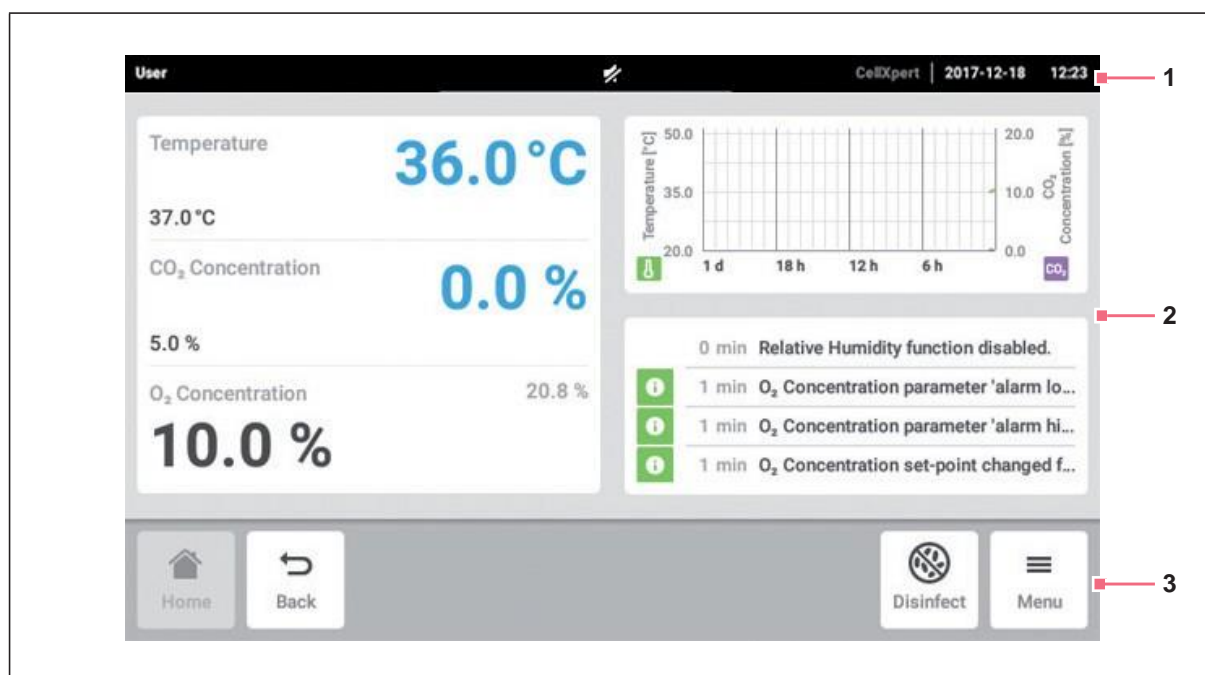 User CellXpert 2017-12-18 12:23
1
Temperature
36.0°C
37.0°C
CO₂ Concentration
0.0 %
5.0 %
O₂ Concentration 20.8 %
10.0 %
Temperature [°C]
50.0
35.0
20.0
1 d 18 h 12 h 6 h
20.0
10.0
0.0
CO₂
Concentration [%]
CO₂
2
0 min Relative Humidity function disabled.
1 min O₂ Concentration parameter 'alarm lo...
1 min O₂ Concentration parameter 'alarm hi...
1 min O₂ Concentration set-point changed f...
Home Back Disinfect Menu
3